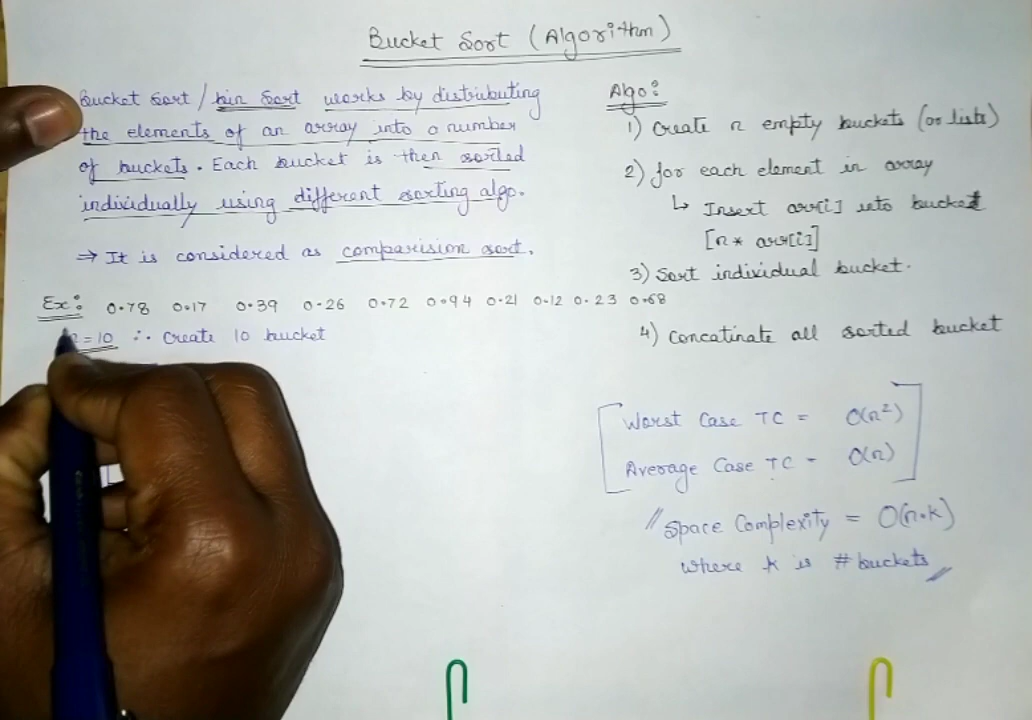 Bucket Sort (Algorithm)
Bucket Sort / bin Sort works by distributing
the elements of an array into a number
of buckets. Each bucket is then sorted
individually using different sorting algo.
⇒ It is considered as comparision sort.
Ex: 0.78 0.17 0.39 0.26 0.72 0.94 0.21 0.12 0.23 0.68
=10 ∴ Create 10 bucket
Algo:
1) Create n empty buckets (or lists)
2) for each element in array
↳ Insert arr[i] into bucket
[n * arr[i]]
3) Sort individual bucket.
4) Concatinate all sorted bucket
Worst Case TC = O(n²)
Average Case TC = O(n)
// Space Complexity = O(n.k)
where k is # buckets //